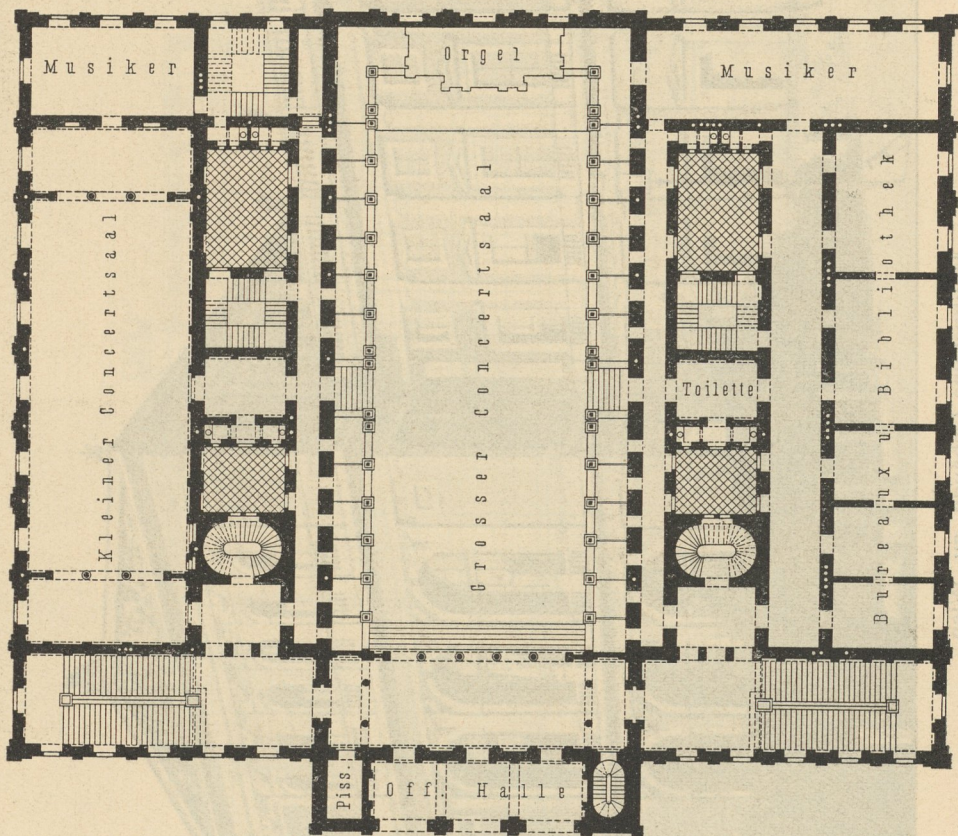 Musiker
Orgel
Musiker
Kleiner Concertsaal
Grosser Concertsaal
Toilette
Bureaux u. Bibliothek
Piss.
Off. Halle